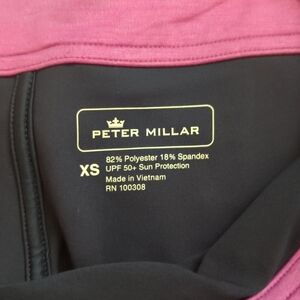 PETER MILLAR
XS
82% Polyester 18% Spandex
UPF 50+ Sun Protection
Made in Vietnam
RN 100308